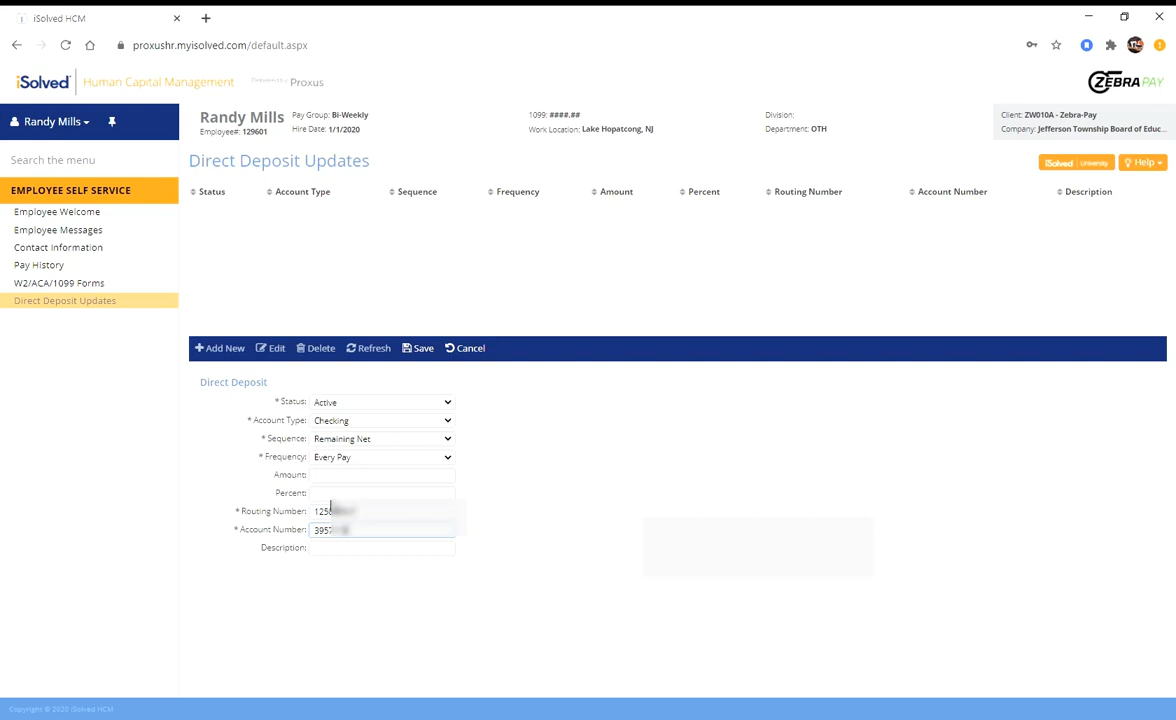 iSolved HCM
proxushr.myisolved.com/default.aspx
iSolved Human Capital Management Proxus
ZEBRAPAY
Randy Mills
Randy Mills
Employee#: 129601
Pay Group: Bi-Weekly
Hire Date: 1/1/2020
1099: ####.##
Work Location: Lake Hopatcong, NJ
Division:
Department: OTH
Client: ZW010A - Zebra-Pay
Company: Jefferson Township Board of Educ...
Search the menu
Direct Deposit Updates
iSolved University
Help
EMPLOYEE SELF SERVICE
Employee Welcome
Employee Messages
Contact Information
Pay History
W2/ACA/1099 Forms
Direct Deposit Updates
Status Account Type Sequence Frequency Amount Percent Routing Number Account Number Description
Add New Edit Delete Refresh Save Cancel
Direct Deposit
* Status: Active
* Account Type: Checking
* Sequence: Remaining Net
* Frequency: Every Pay
Amount:
Percent:
* Routing Number:
* Account Number:
Description:
Copyright © 2020 iSolved HCM